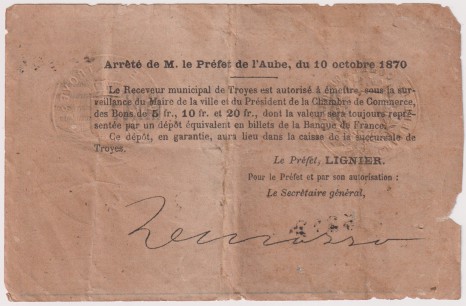 Arrêté de M. le Préfet de l'Aube, du 10 octobre 1870
Le Receveur municipal de Troyes est autorisé à émettre, sous la sur-
veillance du Maire de la ville et du Président de la Chambre de Commerce,
des Bons de 5 fr., 10 fr. et 20 fr., dont la valeur sera toujours repré-
sentée par un dépôt équivalent en billets de la Banque de France.
Ce dépôt, en garantie, aura lieu dans la caisse de la succursale de
Troyes.
Le Préfet, LIGNIER.
Pour le Préfet et par son autorisation :
Le Secrétaire général,